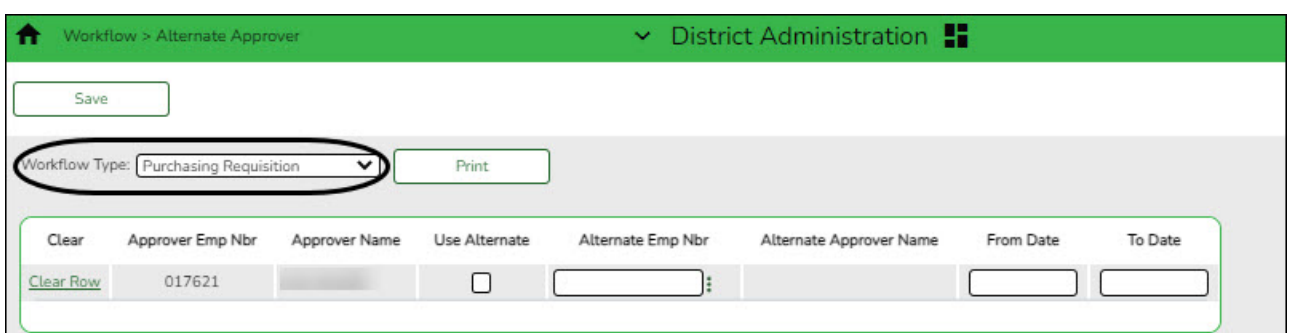 Workflow > Alternate Approver
District Administration
Save
Workflow Type: Purchasing Requisition
Print
Clear Approver Emp Nbr Approver Name Use Alternate Alternate Emp Nbr Alternate Approver Name From Date To Date
Clear Row 017621